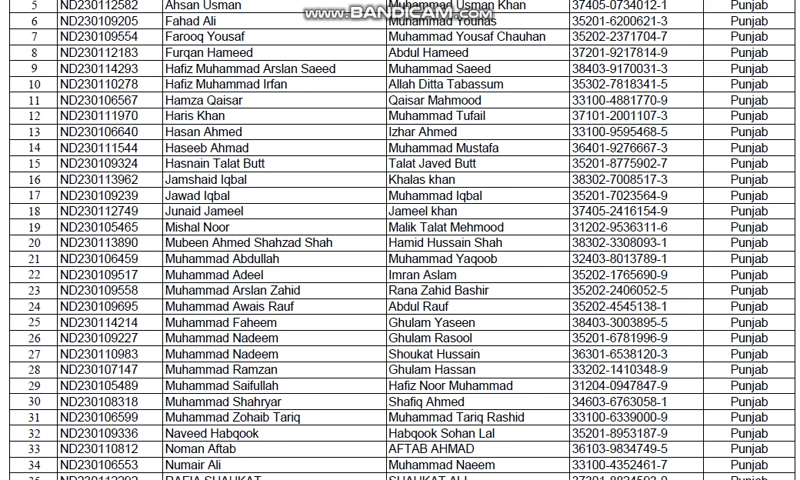 5 ND230112582 Ahsan Usman Muhammad Usman Khan 37405-0734012-1 Punjab
www.BANDICAM.com
6 ND230109205 Fahad Ali Muhammad Younas 35201-6200621-3 Punjab
7 ND230109554 Farooq Yousaf Muhammad Yousaf Chauhan 35202-2371704-7 Punjab
8 ND230112183 Furqan Hameed Abdul Hameed 37201-9217814-9 Punjab
9 ND230114293 Hafiz Muhammad Arslan Saeed Muhammad Saeed 38403-9170031-3 Punjab
10 ND230110278 Hafiz Muhammad Irfan Allah Ditta Tabassum 35302-7818341-5 Punjab
11 ND230106567 Hamza Qaisar Qaisar Mahmood 33100-4881770-9 Punjab
12 ND230111970 Haris Khan Muhammad Tufail 37101-2001107-3 Punjab
13 ND230106640 Hasan Ahmed Izhar Ahmed 33100-9595468-5 Punjab
14 ND230111544 Haseeb Ahmad Muhammad Mustafa 36401-9276667-3 Punjab
15 ND230109324 Hasnain Talat Butt Talat Javed Butt 35201-8775902-7 Punjab
16 ND230113962 Jamshaid Iqbal Khalas khan 38302-7008517-3 Punjab
17 ND230109239 Jawad Iqbal Muhammad Iqbal 35201-7023564-9 Punjab
18 ND230112749 Junaid Jameel Jameel khan 37405-2416154-9 Punjab
19 ND230105465 Mishal Noor Malik Talat Mehmood 31202-9536311-6 Punjab
20 ND230113890 Mubeen Ahmed Shahzad Shah Hamid Hussain Shah 38302-3308093-1 Punjab
21 ND230106459 Muhammad Abdullah Muhammad Yaqoob 32403-8013789-1 Punjab
22 ND230109517 Muhammad Adeel Imran Aslam 35202-1765690-9 Punjab
23 ND230109558 Muhammad Arslan Zahid Rana Zahid Bashir 35202-2406052-5 Punjab
24 ND230109695 Muhammad Awais Rauf Abdul Rauf 35202-4545138-1 Punjab
25 ND230114214 Muhammad Faheem Ghulam Yaseen 38403-3003895-5 Punjab
26 ND230109227 Muhammad Nadeem Ghulam Rasool 35201-6781996-9 Punjab
27 ND230110983 Muhammad Nadeem Shoukat Hussain 36301-6538120-3 Punjab
28 ND230107147 Muhammad Ramzan Ghulam Hassan 33202-1410348-9 Punjab
29 ND230105489 Muhammad Saifullah Hafiz Noor Muhammad 31204-0947847-9 Punjab
30 ND230108318 Muhammad Shahryar Shafiq Ahmed 34603-6763058-1 Punjab
31 ND230106599 Muhammad Zohaib Tariq Muhammad Tariq Rashid 33100-6339000-9 Punjab
32 ND230109336 Naveed Habqook Habqook Sohan Lal 35201-8953187-9 Punjab
33 ND230110812 Noman Aftab AFTAB AHMAD 36103-9834749-5 Punjab
34 ND230106553 Numair Ali Muhammad Naeem 33100-4352461-7 Punjab